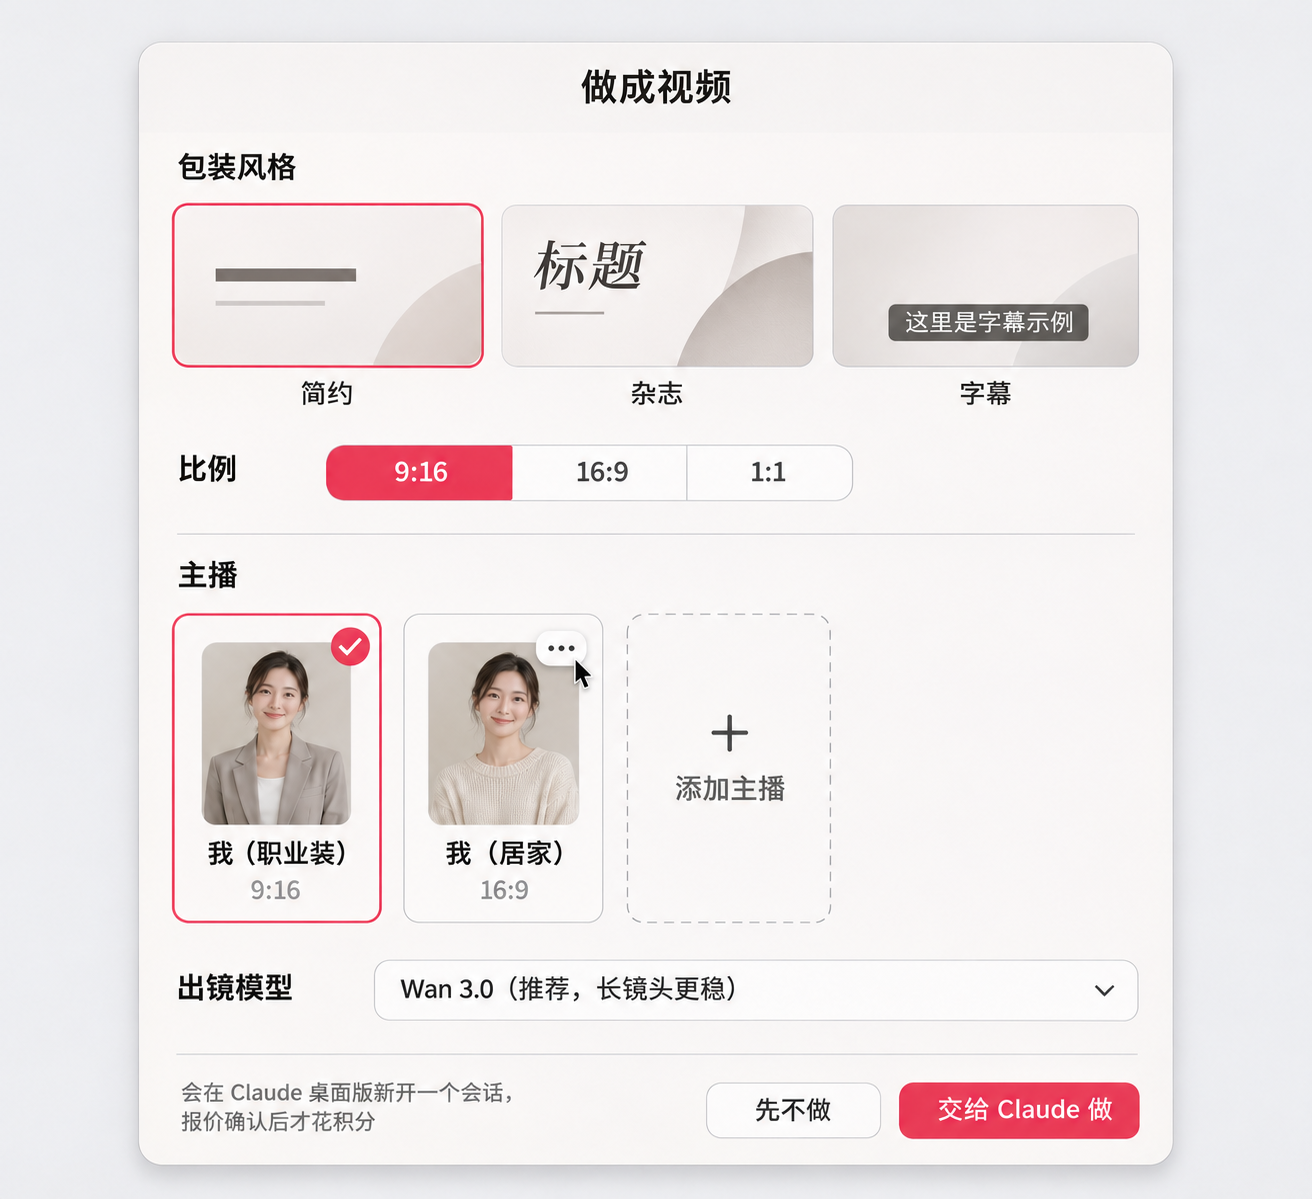 做成视频
包装风格
标题
这里是字幕示例
简约
杂志
字幕
比例
9:16
16:9
1:1
主播
我（职业装）
9:16
我（居家）
16:9
添加主播
出镜模型
Wan 3.0（推荐，长镜头更稳）
会在 Claude 桌面版新开一个会话，
报价确认后才花积分
先不做
交给 Claude 做